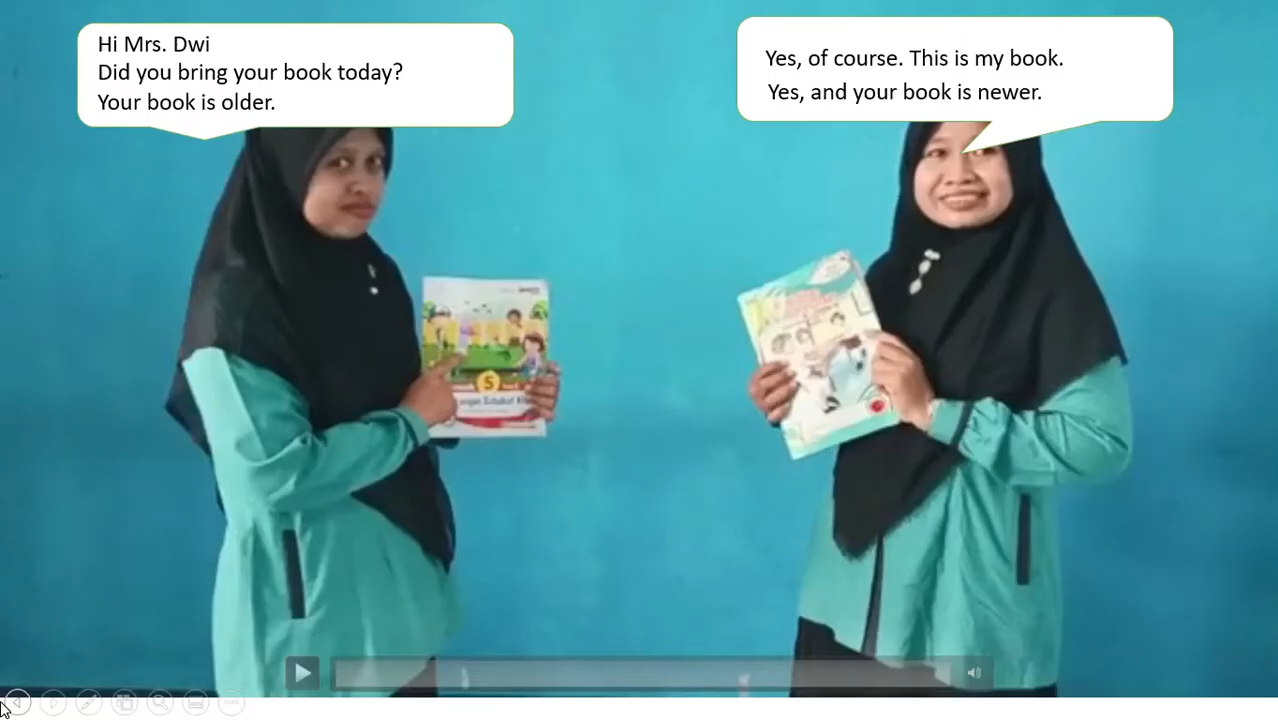 Hi Mrs. Dwi
Did you bring your book today?
Your book is older.
Yes, of course. This is my book.
Yes, and your book is newer.
5